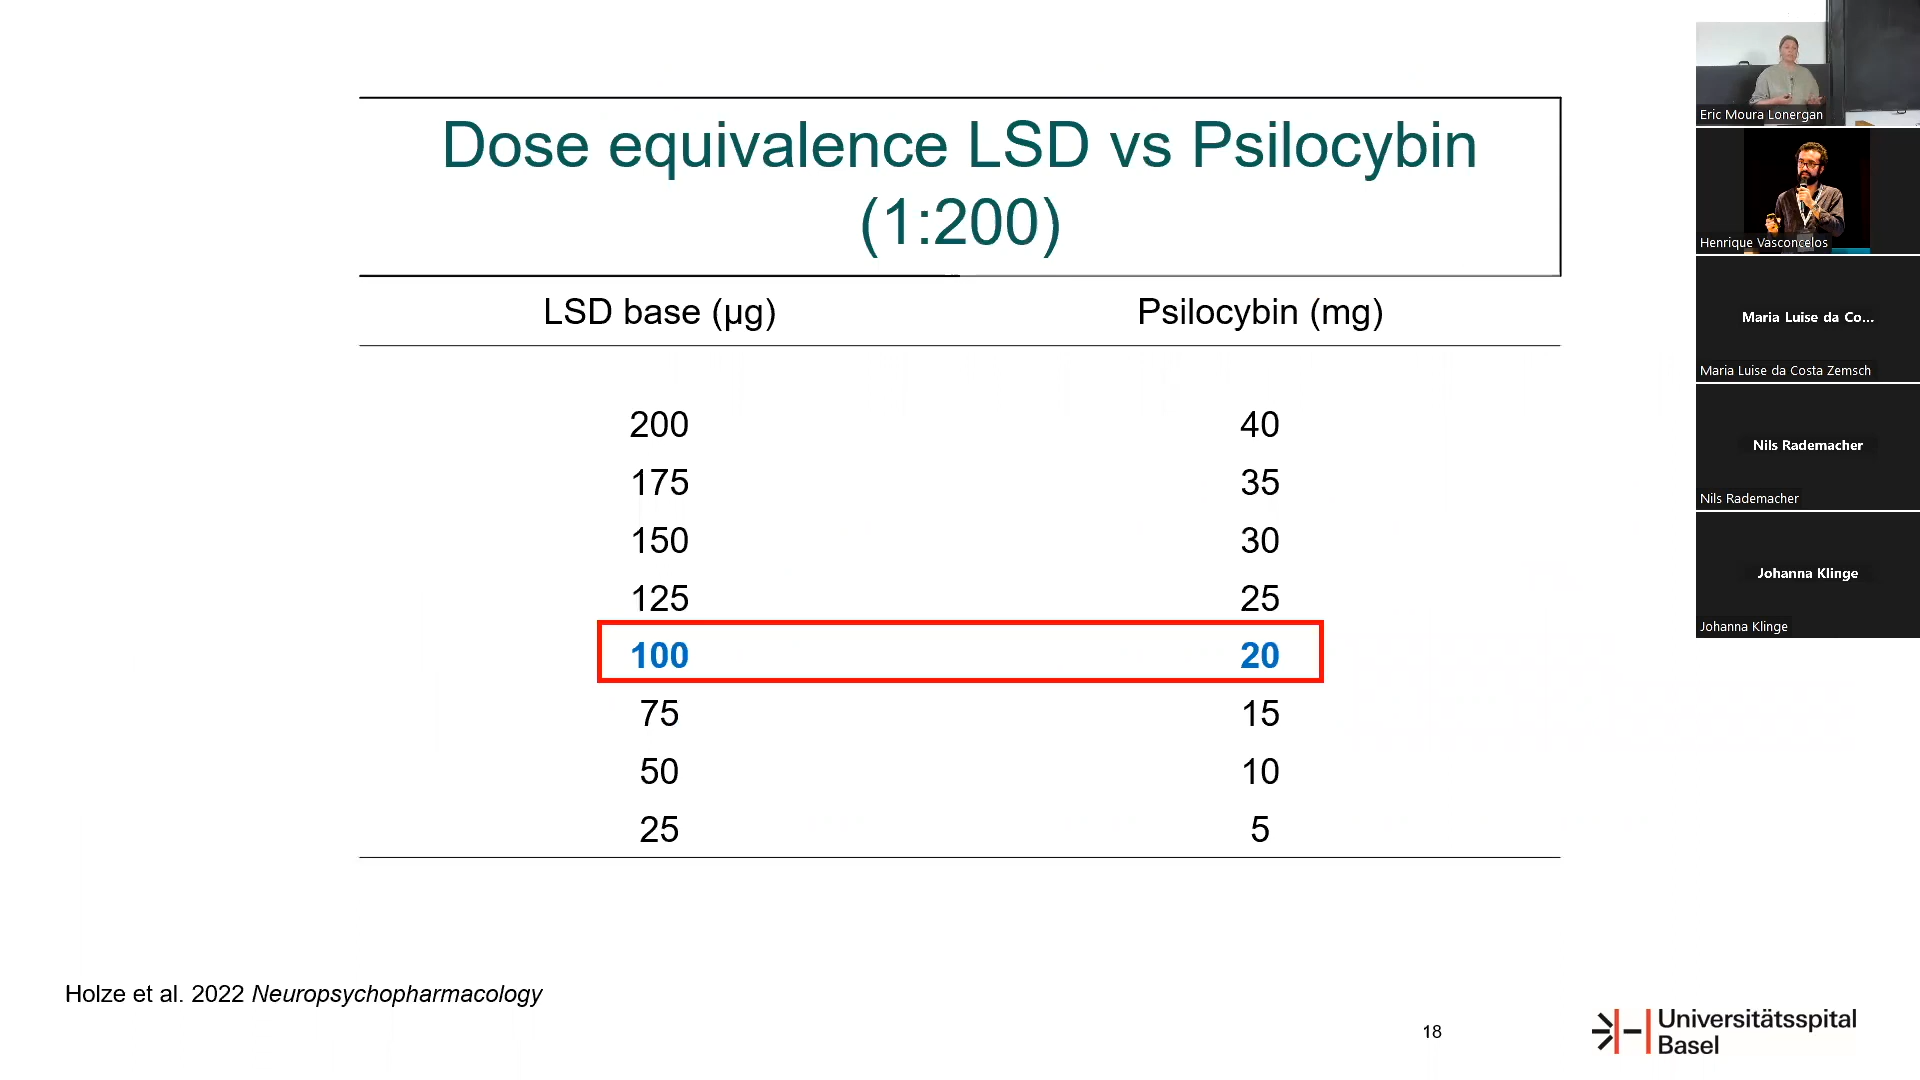 Dose equivalence LSD vs Psilocybin
(1:200)
LSD base (µg) Psilocybin (mg)
200 40
175 35
150 30
125 25
100 20
75 15
50 10
25 5
Holze et al. 2022 Neuropsychopharmacology
18
Universitätsspital
Basel
Eric Moura Lonergan
Henrique Vasconcelos
Maria Luise da Co...
Maria Luise da Costa Zemsch
Nils Rademacher
Nils Rademacher
Johanna Klinge
Johanna Klinge